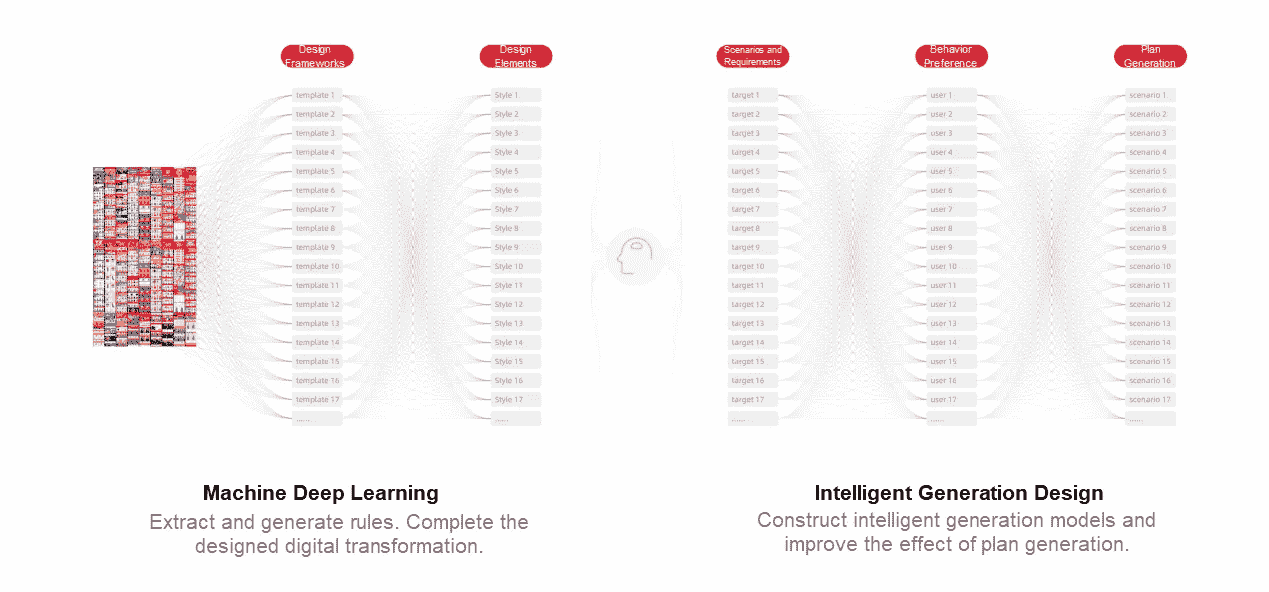 Design
Frameworks
Design
Elements
Scenarios and
Requirements
Behavior
Preference
Plan
Generation
template 1
template 2
template 3
template 4
template 5
template 6
template 7
template 8
template 9
template 10
template 11
template 12
template 13
template 14
template 15
template 16
template 17
......
Style 1
Style 2
Style 3
Style 4
Style 5
Style 6
Style 7
Style 8
Style 9
Style 10
Style 11
Style 12
Style 13
Style 14
Style 15
Style 16
Style 17
......
target 1
target 2
target 3
target 4
target 5
target 6
target 7
target 8
target 9
target 10
target 11
target 12
target 13
target 14
target 15
target 16
target 17
......
user 1
user 2
user 3
user 4
user 5
user 6
user 7
user 8
user 9
user 10
user 11
user 12
user 13
user 14
user 15
user 16
user 17
......
scenario 1
scenario 2
scenario 3
scenario 4
scenario 5
scenario 6
scenario 7
scenario 8
scenario 9
scenario 10
scenario 11
scenario 12
scenario 13
scenario 14
scenario 15
scenario 16
scenario 17
......
Machine Deep Learning
Extract and generate rules. Complete the
designed digital transformation.
Intelligent Generation Design
Construct intelligent generation models and
improve the effect of plan generation.